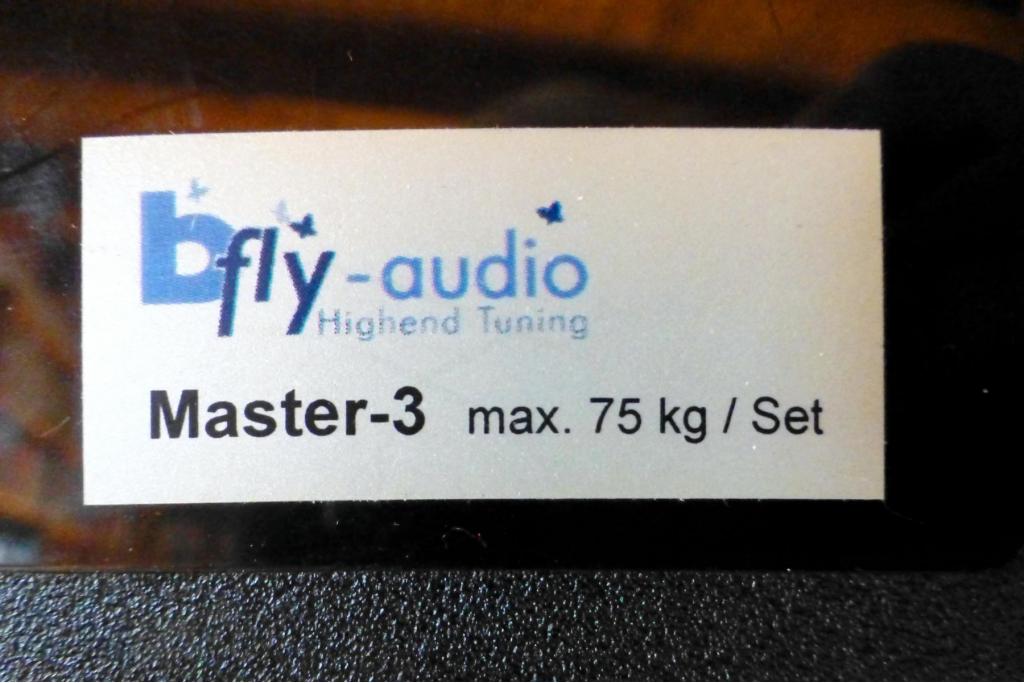 bfly-audio
Highend Tuning
Master-3 max. 75 kg / Set